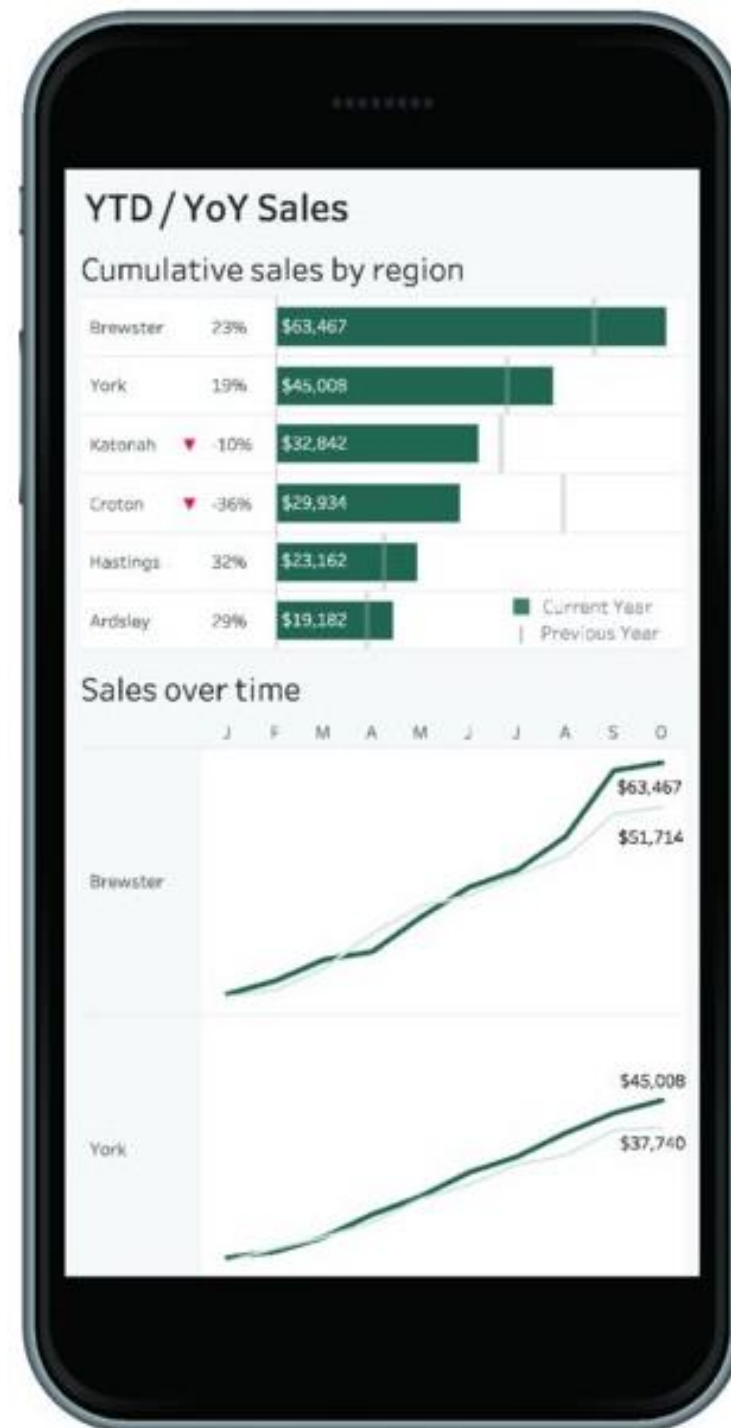 YTD / YoY Sales
Cumulative sales by region
Brewster 23% $63,467
York 19% $45,008
Katonah ▼ -10% $32,842
Croton ▼ -36% $29,934
Hastings 32% $23,162
Ardsley 29% $19,182
Current Year
Previous Year
Sales over time
J F M A M J J A S O
$63,467
$51,714
Brewster
$45,008
$37,740
York